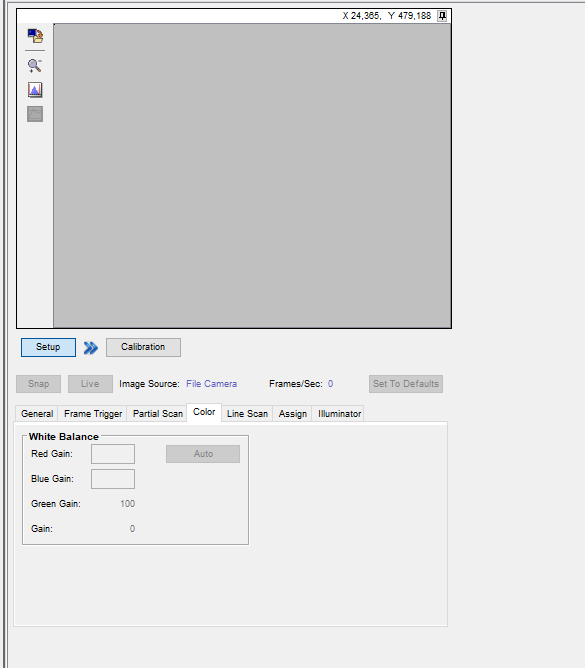 X 24,365, Y 479,188
Setup
Calibration
Snap Live Image Source: File Camera Frames/Sec: 0 Set To Defaults
General Frame Trigger Partial Scan Color Line Scan Assign Illuminator
White Balance
Red Gain: Auto
Blue Gain:
Green Gain: 100
Gain: 0